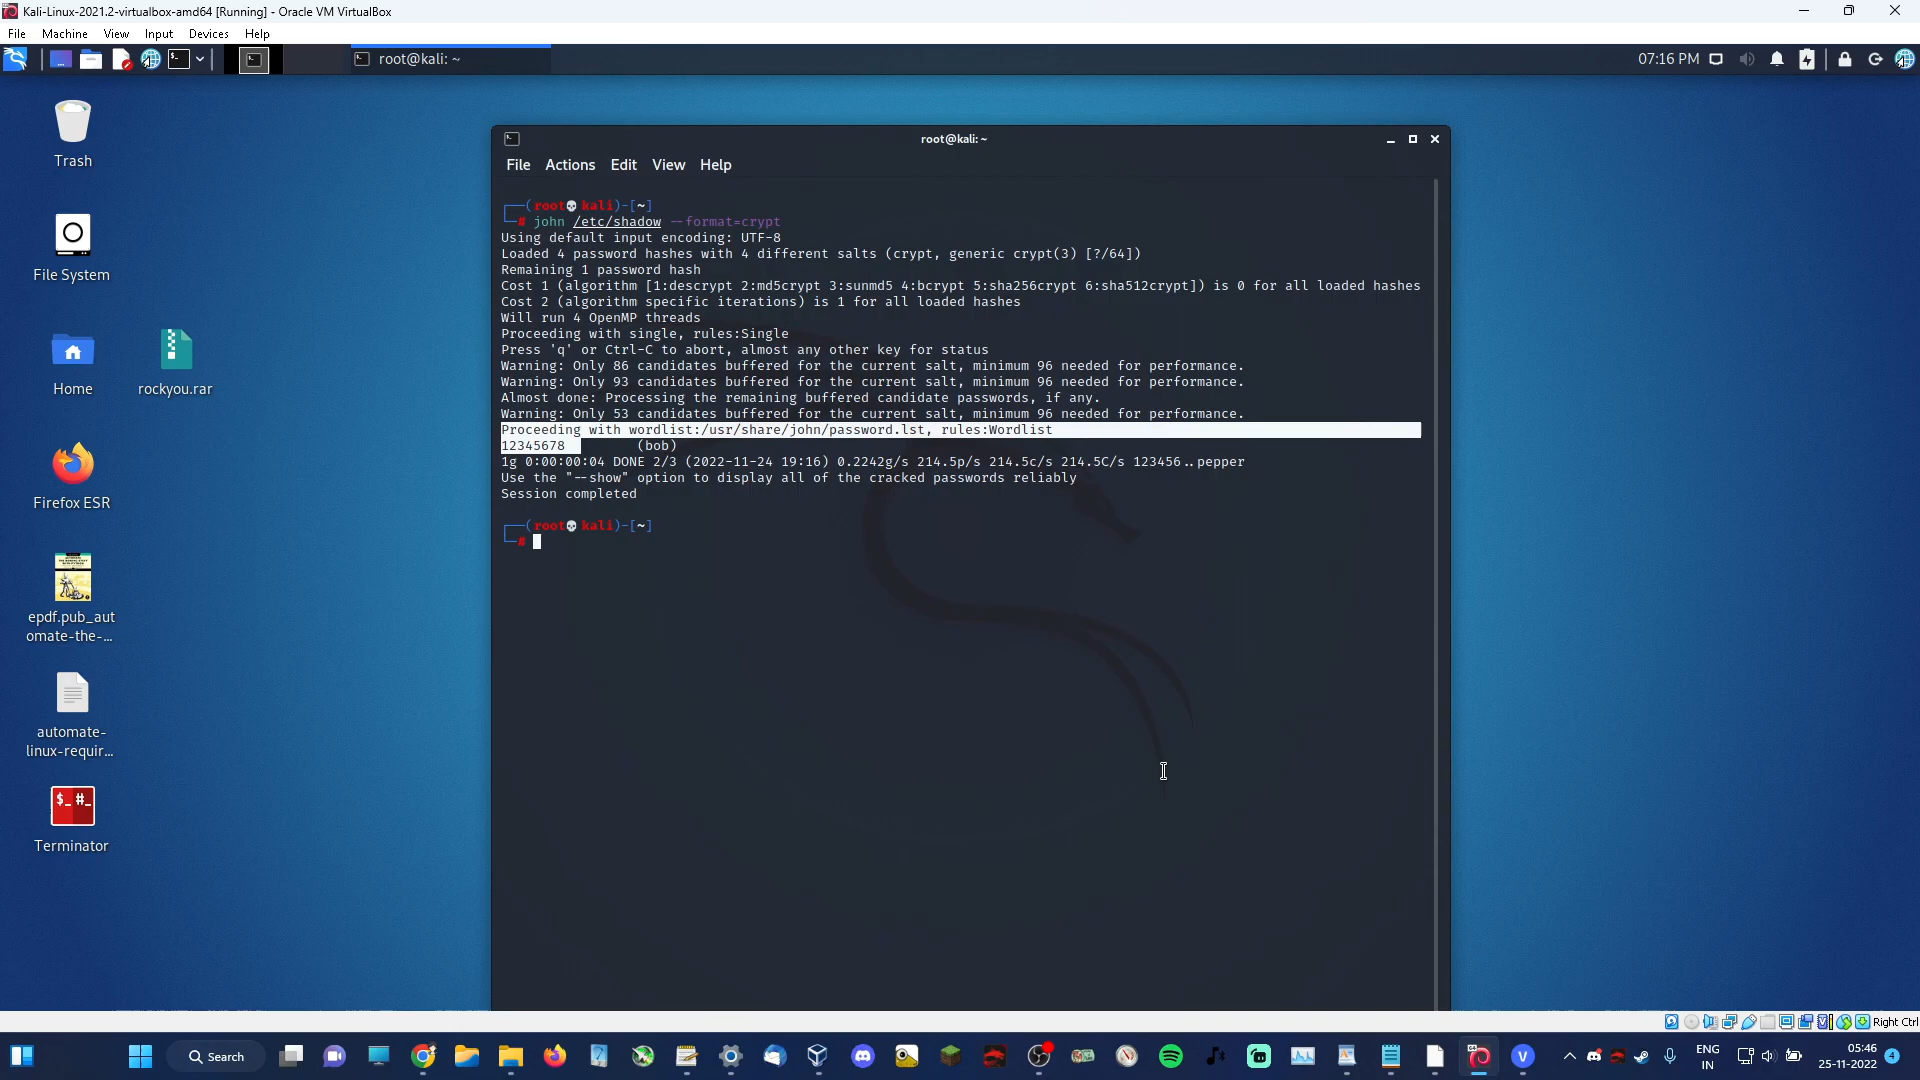 Kali-Linux-2021.2-virtualbox-amd64 [Running] - Oracle VM VirtualBox
File Machine View Input Devices Help
root@kali: ~
07:16 PM
Trash
File System
Home
rockyou.rar
Firefox ESR
epdf.pub_aut
omate-the-...
automate-
linux-requir...
Terminator
root@kali: ~
File Actions Edit View Help
┌──(root💀kali)-[~]
└─# john /etc/shadow --format=crypt
Using default input encoding: UTF-8
Loaded 4 password hashes with 4 different salts (crypt, generic crypt(3) [?/64])
Remaining 1 password hash
Cost 1 (algorithm [1:descrypt 2:md5crypt 3:sunmd5 4:bcrypt 5:sha256crypt 6:sha512crypt]) is 0 for all loaded hashes
Cost 2 (algorithm specific iterations) is 1 for all loaded hashes
Will run 4 OpenMP threads
Proceeding with single, rules:Single
Press 'q' or Ctrl-C to abort, almost any other key for status
Warning: Only 86 candidates buffered for the current salt, minimum 96 needed for performance.
Warning: Only 93 candidates buffered for the current salt, minimum 96 needed for performance.
Almost done: Processing the remaining buffered candidate passwords, if any.
Warning: Only 53 candidates buffered for the current salt, minimum 96 needed for performance.
Proceeding with wordlist:/usr/share/john/password.lst, rules:Wordlist
12345678 (bob)
1g 0:00:00:04 DONE 2/3 (2022-11-24 19:16) 0.2242g/s 214.5p/s 214.5c/s 214.5C/s 123456..pepper
Use the "--show" option to display all of the cracked passwords reliably
Session completed
┌──(root💀kali)-[~]
└─#
Right Ctrl
Search
ENG
IN
05:46
25-11-2022
4